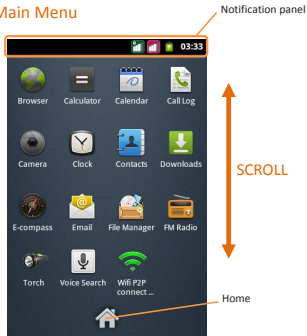 Main Menu
Notification panel
03:33
Browser
Calculator
Calendar
Call Log
Camera
Clock
Contacts
Downloads
SCROLL
E-compass
Email
File Manager
FM Radio
Torch
Voice Search
Wifi P2P
connect ...
Home